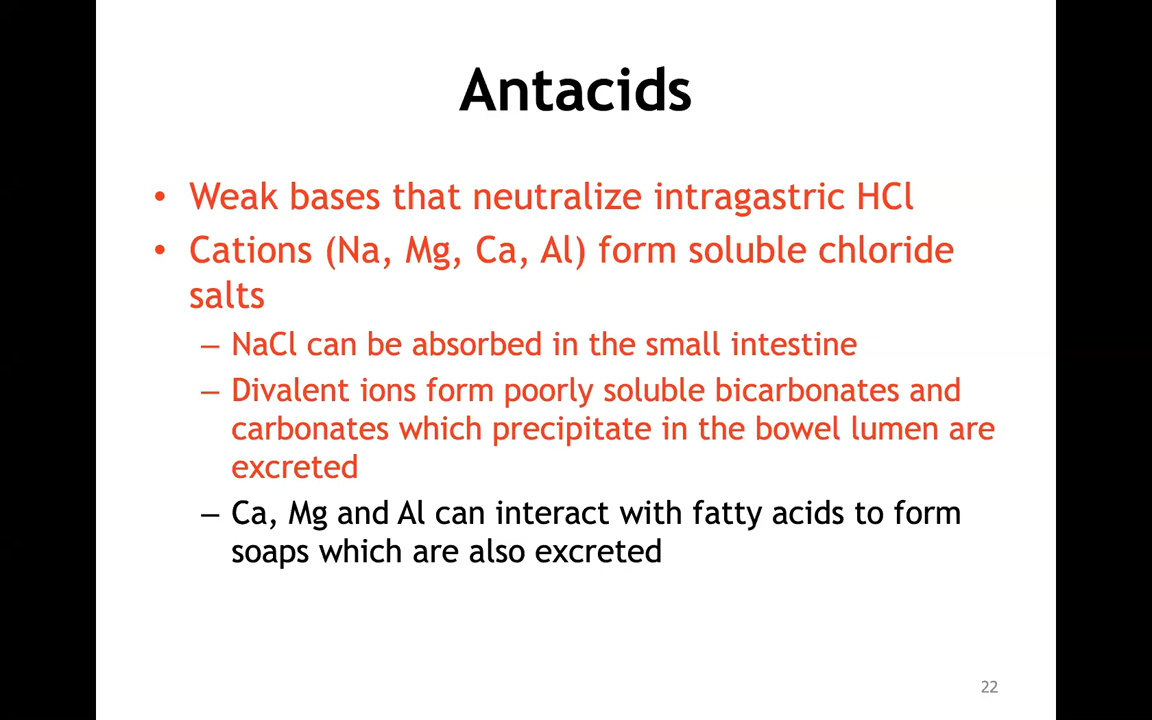 Antacids
• Weak bases that neutralize intragastric HCl
• Cations (Na, Mg, Ca, Al) form soluble chloride
salts
– NaCl can be absorbed in the small intestine
– Divalent ions form poorly soluble bicarbonates and
carbonates which precipitate in the bowel lumen are
excreted
– Ca, Mg and Al can interact with fatty acids to form
soaps which are also excreted
22